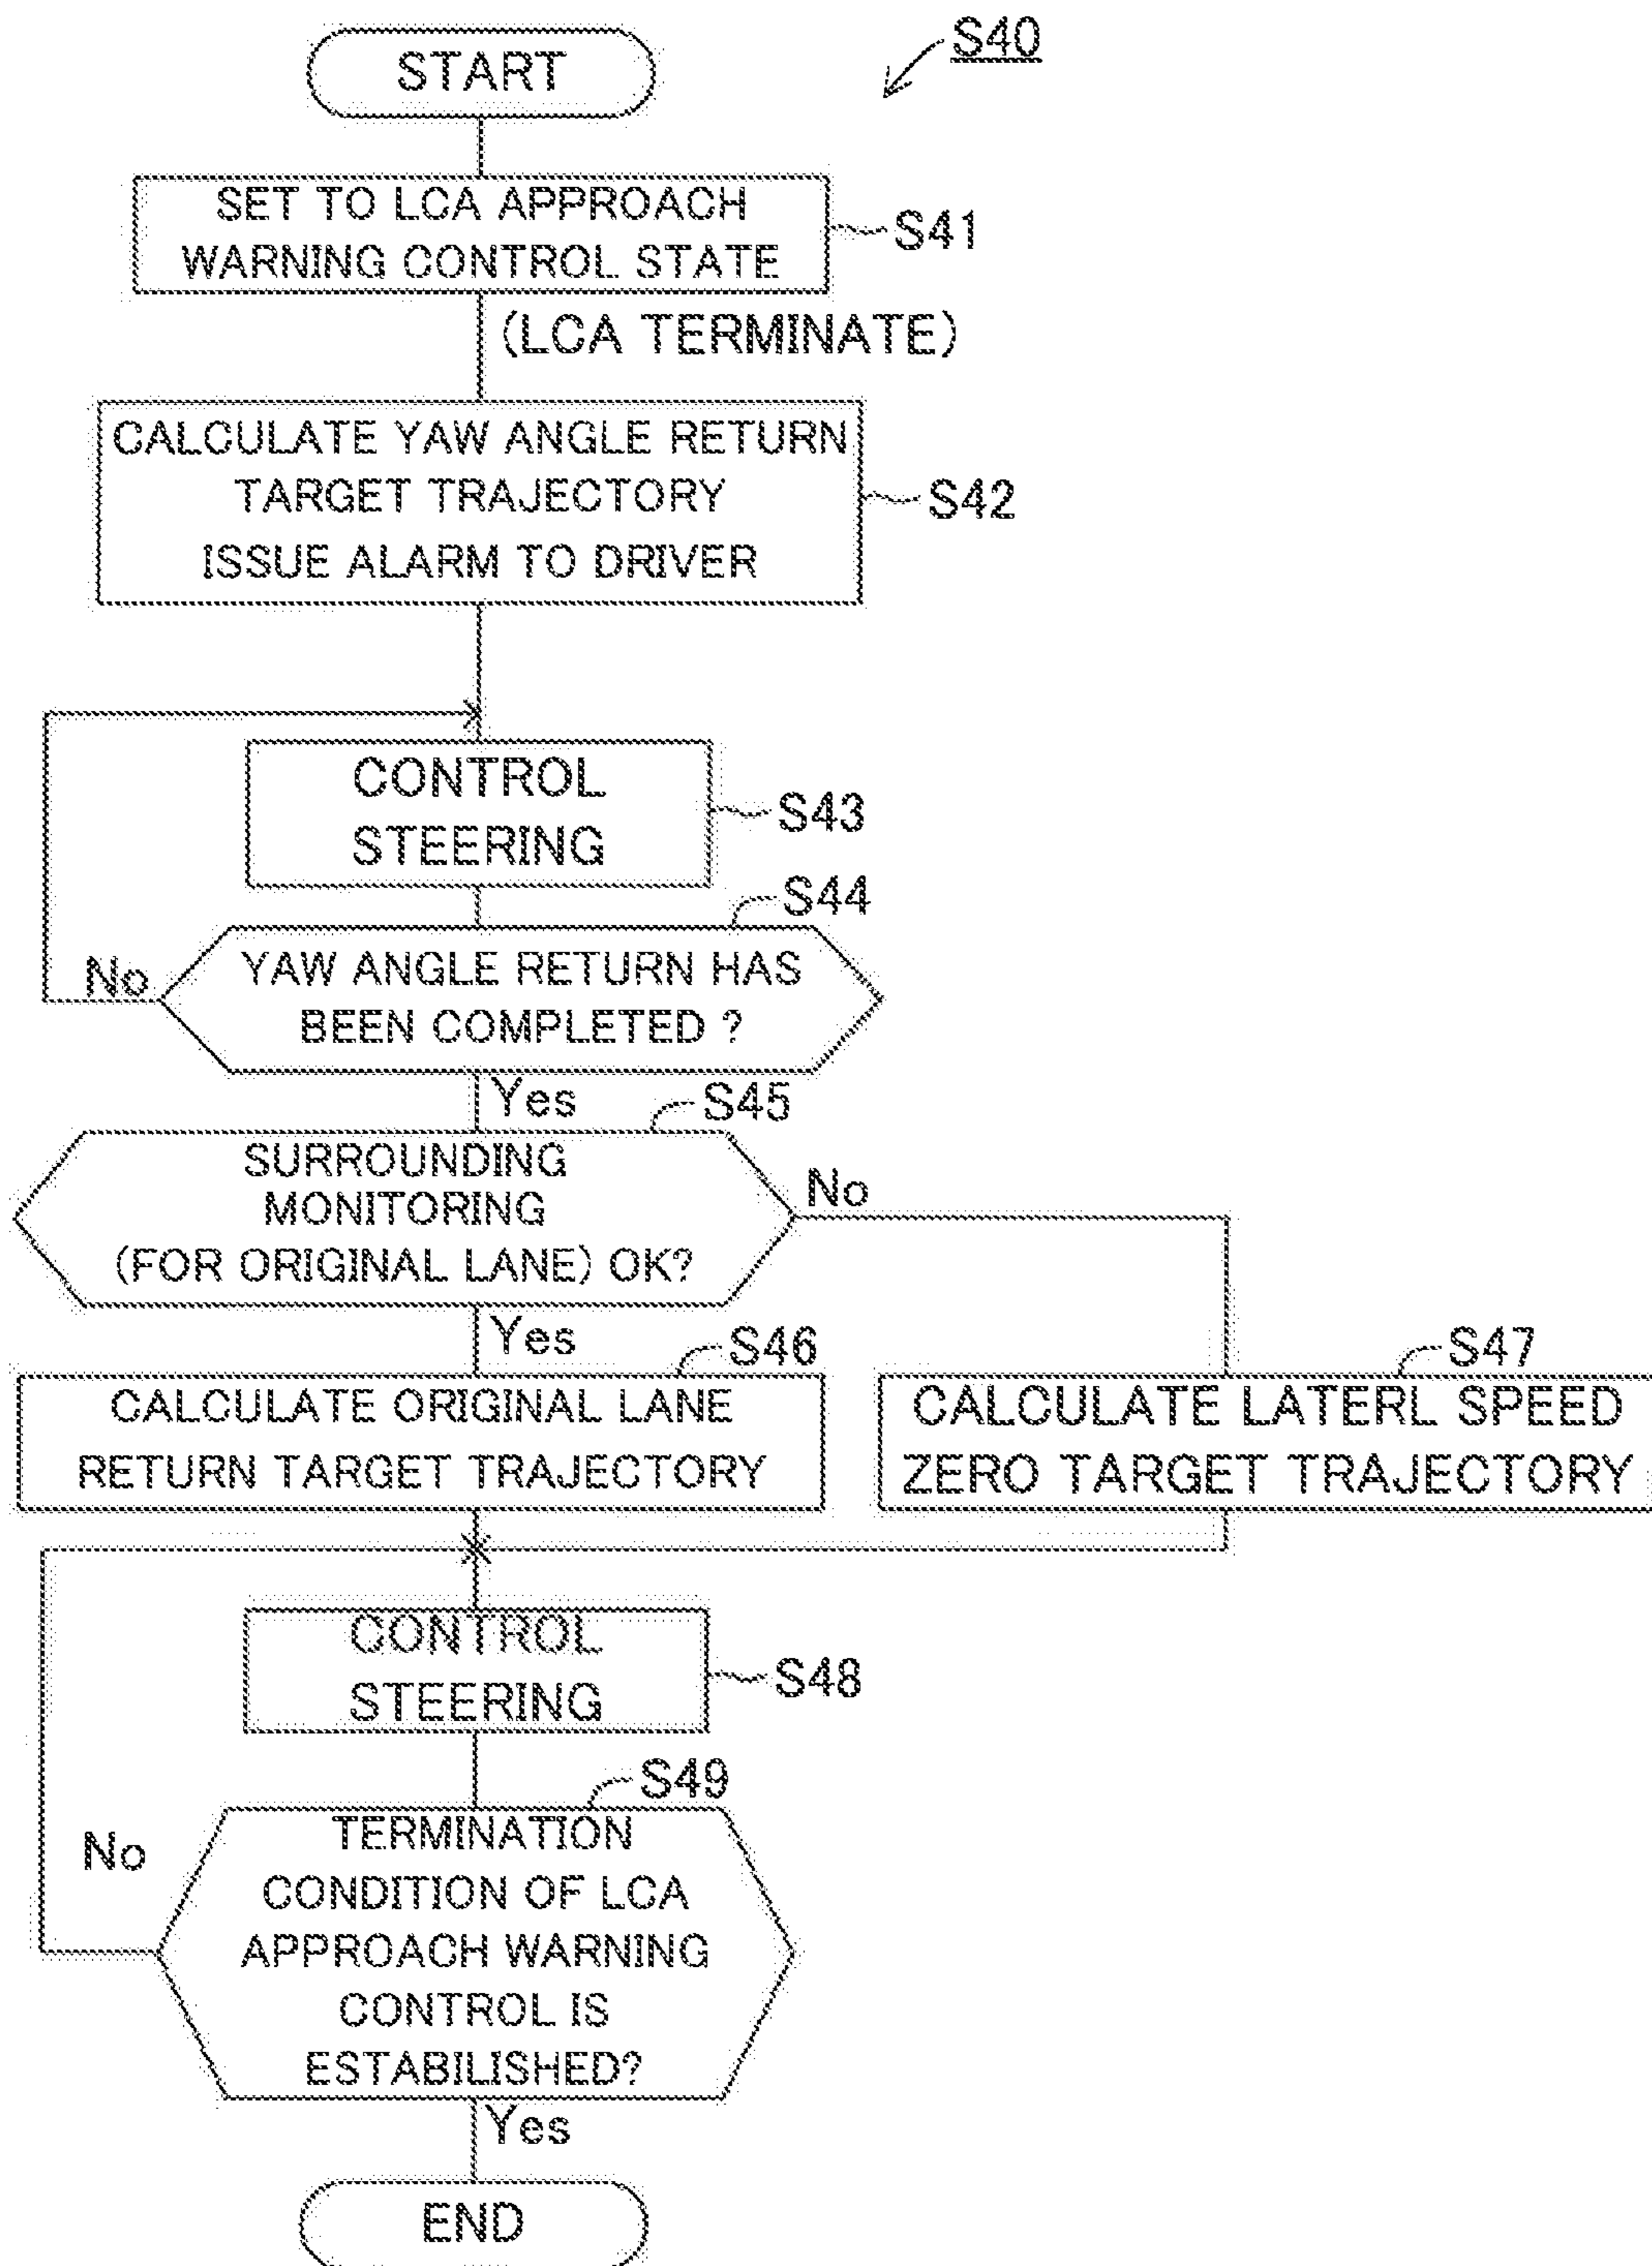 S40
START
SET TO LCA APPROACH
WARNING CONTROL STATE
S41
(LCA TERMINATE)
CALCULATE YAW ANGLE RETURN
TARGET TRAJECTORY
ISSUE ALARM TO DRIVER
S42
CONTROL
STEERING
S43
S44
YAW ANGLE RETURN HAS
BEEN COMPLETED ?
No
Yes
S45
SURROUNDING
MONITORING
(FOR ORIGINAL LANE) OK?
No
Yes
S46
CALCULATE ORIGINAL LANE
RETURN TARGET TRAJECTORY
S47
CALCULATE LATERL SPEED
ZERO TARGET TRAJECTORY
CONTROL
STEERING
S48
S49
TERMINATION
CONDITION OF LCA
APPROACH WARNING
CONTROL IS
ESTABILISHED?
No
Yes
END